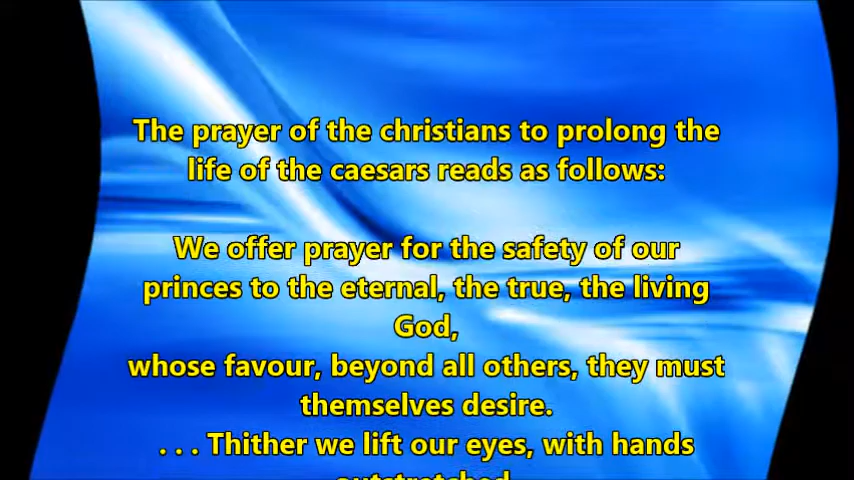 The prayer of the christians to prolong the
life of the caesars reads as follows:
We offer prayer for the safety of our
princes to the eternal, the true, the living
God,
whose favour, beyond all others, they must
themselves desire.
. . . Thither we lift our eyes, with hands
outstretched